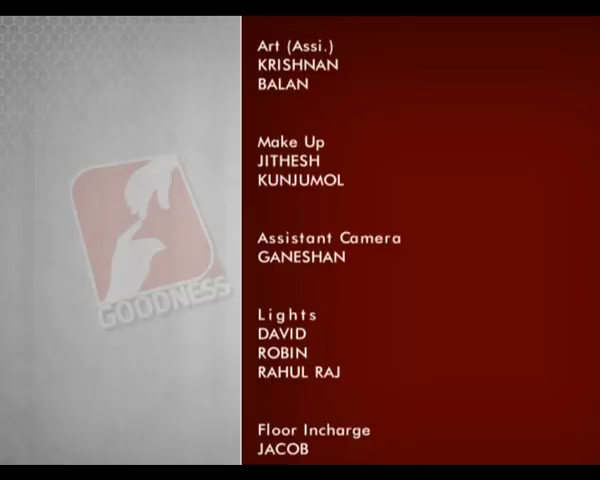 Art (Assi.)
KRISHNAN
BALAN
Make Up
JITHESH
KUNJUMOL
Assistant Camera
GANESHAN
Lights
DAVID
ROBIN
RAHUL RAJ
Floor Incharge
JACOB
GOODNESS